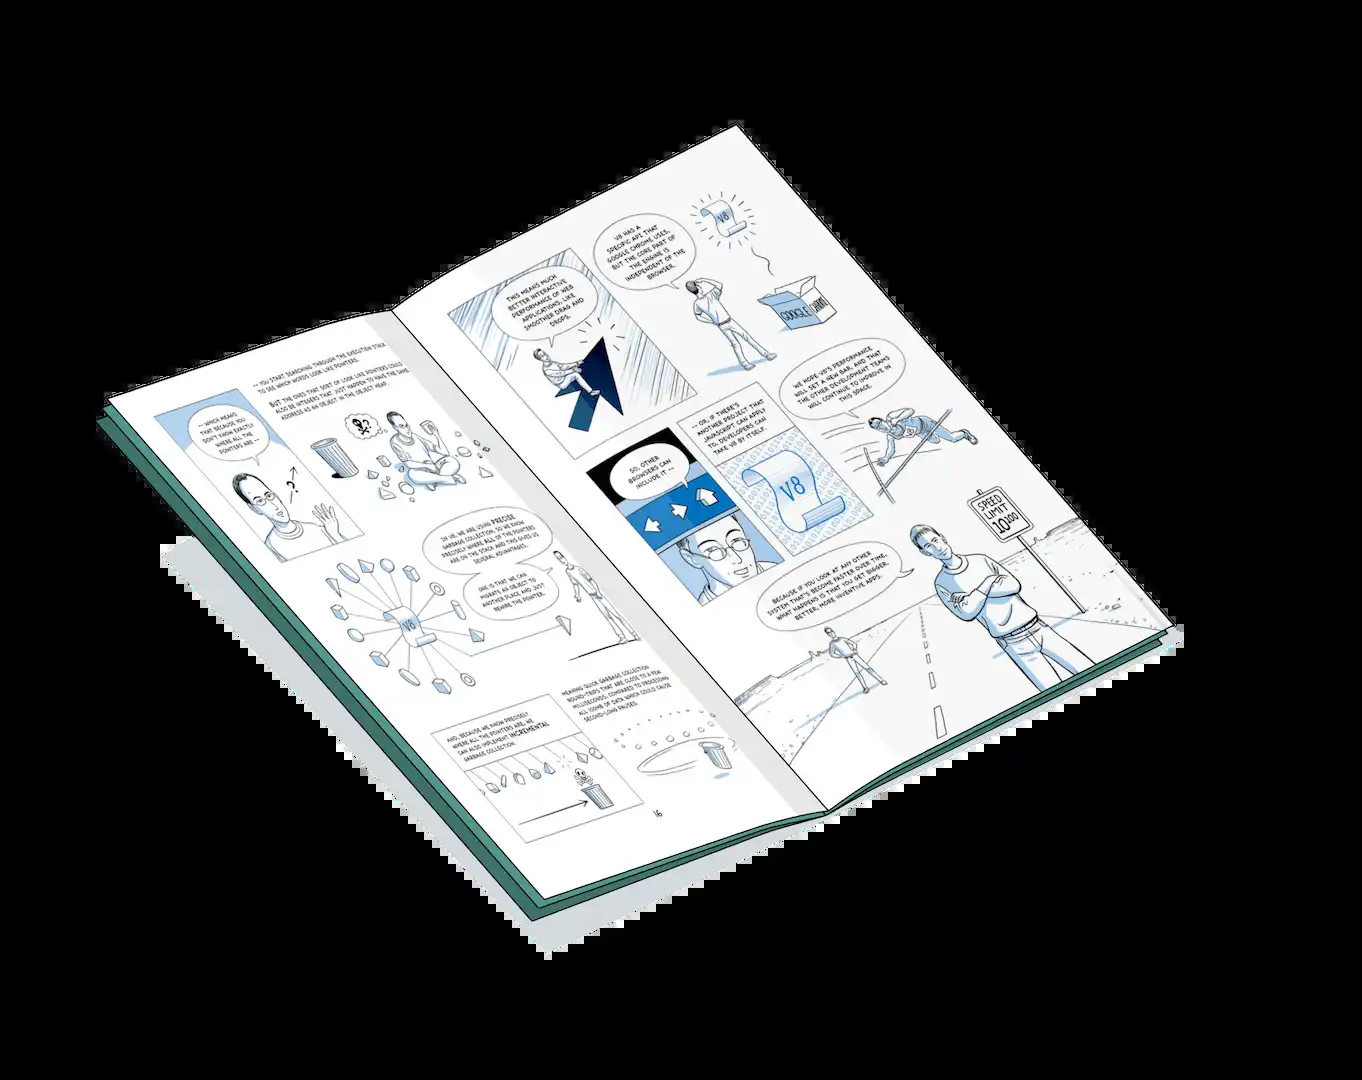 -- YOU START SEARCHING THROUGH THE EXECUTION STACK
TO SEE WHICH WORDS LOOK LIKE POINTERS.
BUT THE ONES THAT SORT OF LOOK LIKE POINTERS COULD
ALSO BE INTEGERS THAT JUST HAPPEN TO HAVE THE SAME
ADDRESS AS AN OBJECT IN THE OBJECT HEAP.
-- WHICH MEANS
THAT BECAUSE YOU
DON'T KNOW EXACTLY
WHERE ALL THE
POINTERS ARE --
?
?
IN V8, WE ARE USING PRECISE
GARBAGE COLLECTION, SO WE KNOW
PRECISELY WHERE ALL OF THE POINTERS
ARE ON THE STACK AND THIS GIVES US
SEVERAL ADVANTAGES.
ONE IS THAT WE CAN
MIGRATE AN OBJECT TO
ANOTHER PLACE AND JUST
REWIRE THE POINTER.
V8
AND, BECAUSE WE KNOW PRECISELY
WHERE ALL THE POINTERS ARE, WE
CAN ALSO IMPLEMENT INCREMENTAL
GARBAGE COLLECTION.
MEANING QUICK GARBAGE COLLECTION
ROUND-TRIPS THAT ARE CLOSE TO A FEW
MILLISECONDS, COMPARED TO PROCESSING
ALL 100MB OF DATA WHICH COULD CAUSE
SECOND-LONG PAUSES.
16
THIS MEANS MUCH
BETTER INTERACTIVE
PERFORMANCE OF WEB
APPLICATIONS, LIKE
SMOOTHER DRAG AND
DROPS.
V8 HAS A
SPECIFIC API THAT
GOOGLE CHROME USES,
BUT THE CORE PART OF
THE ENGINE IS
INDEPENDENT OF THE
BROWSER.
V8
GOOGLE CHROME
SO, OTHER
BROWSERS CAN
INCLUDE IT --
-- OR, IF THERE'S
ANOTHER PROJECT THAT
JAVASCRIPT CAN APPLY
TO, DEVELOPERS CAN
TAKE V8 BY ITSELF.
V8
WE HOPE V8'S PERFORMANCE
WILL SET A NEW BAR, AND THAT
THE OTHER DEVELOPMENT TEAMS
WILL CONTINUE TO IMPROVE IN
THIS SPACE.
V8
BECAUSE IF YOU LOOK AT ANY OTHER
SYSTEM THAT'S BECOME FASTER OVER TIME,
WHAT HAPPENS IS THAT YOU GET BIGGER,
BETTER, MORE INVENTIVE APPS.
SPEED
LIMIT